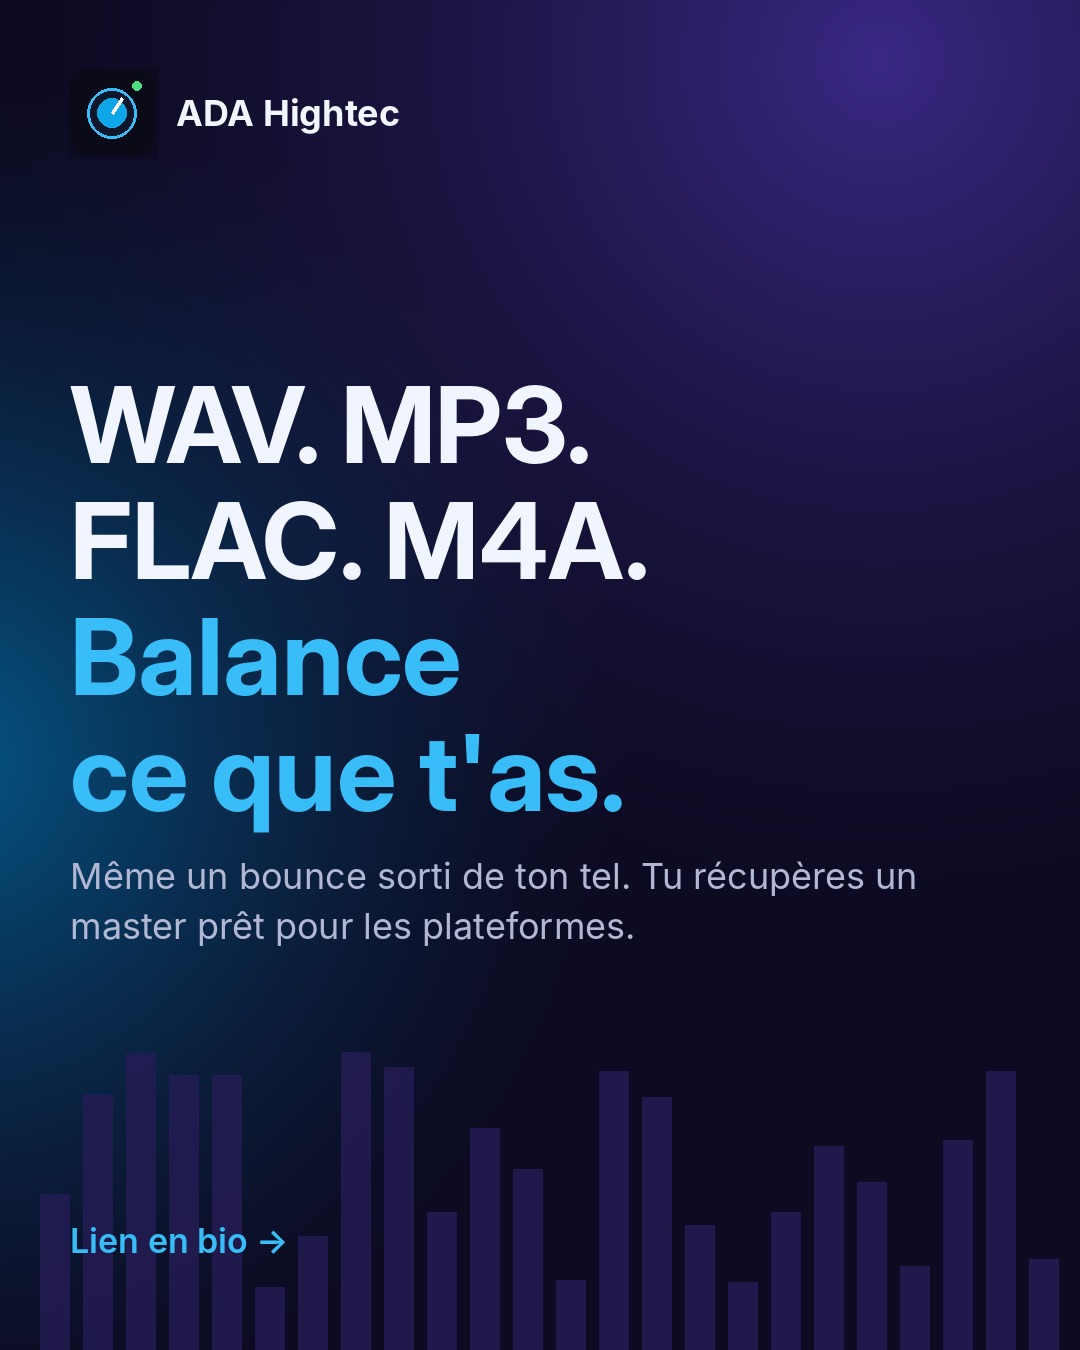 ADA Hightec
WAV. MP3.
FLAC. M4A.
Balance
ce que t'as.
Même un bounce sorti de ton tel. Tu récupères un
master prêt pour les plateformes.
Lien en bio →